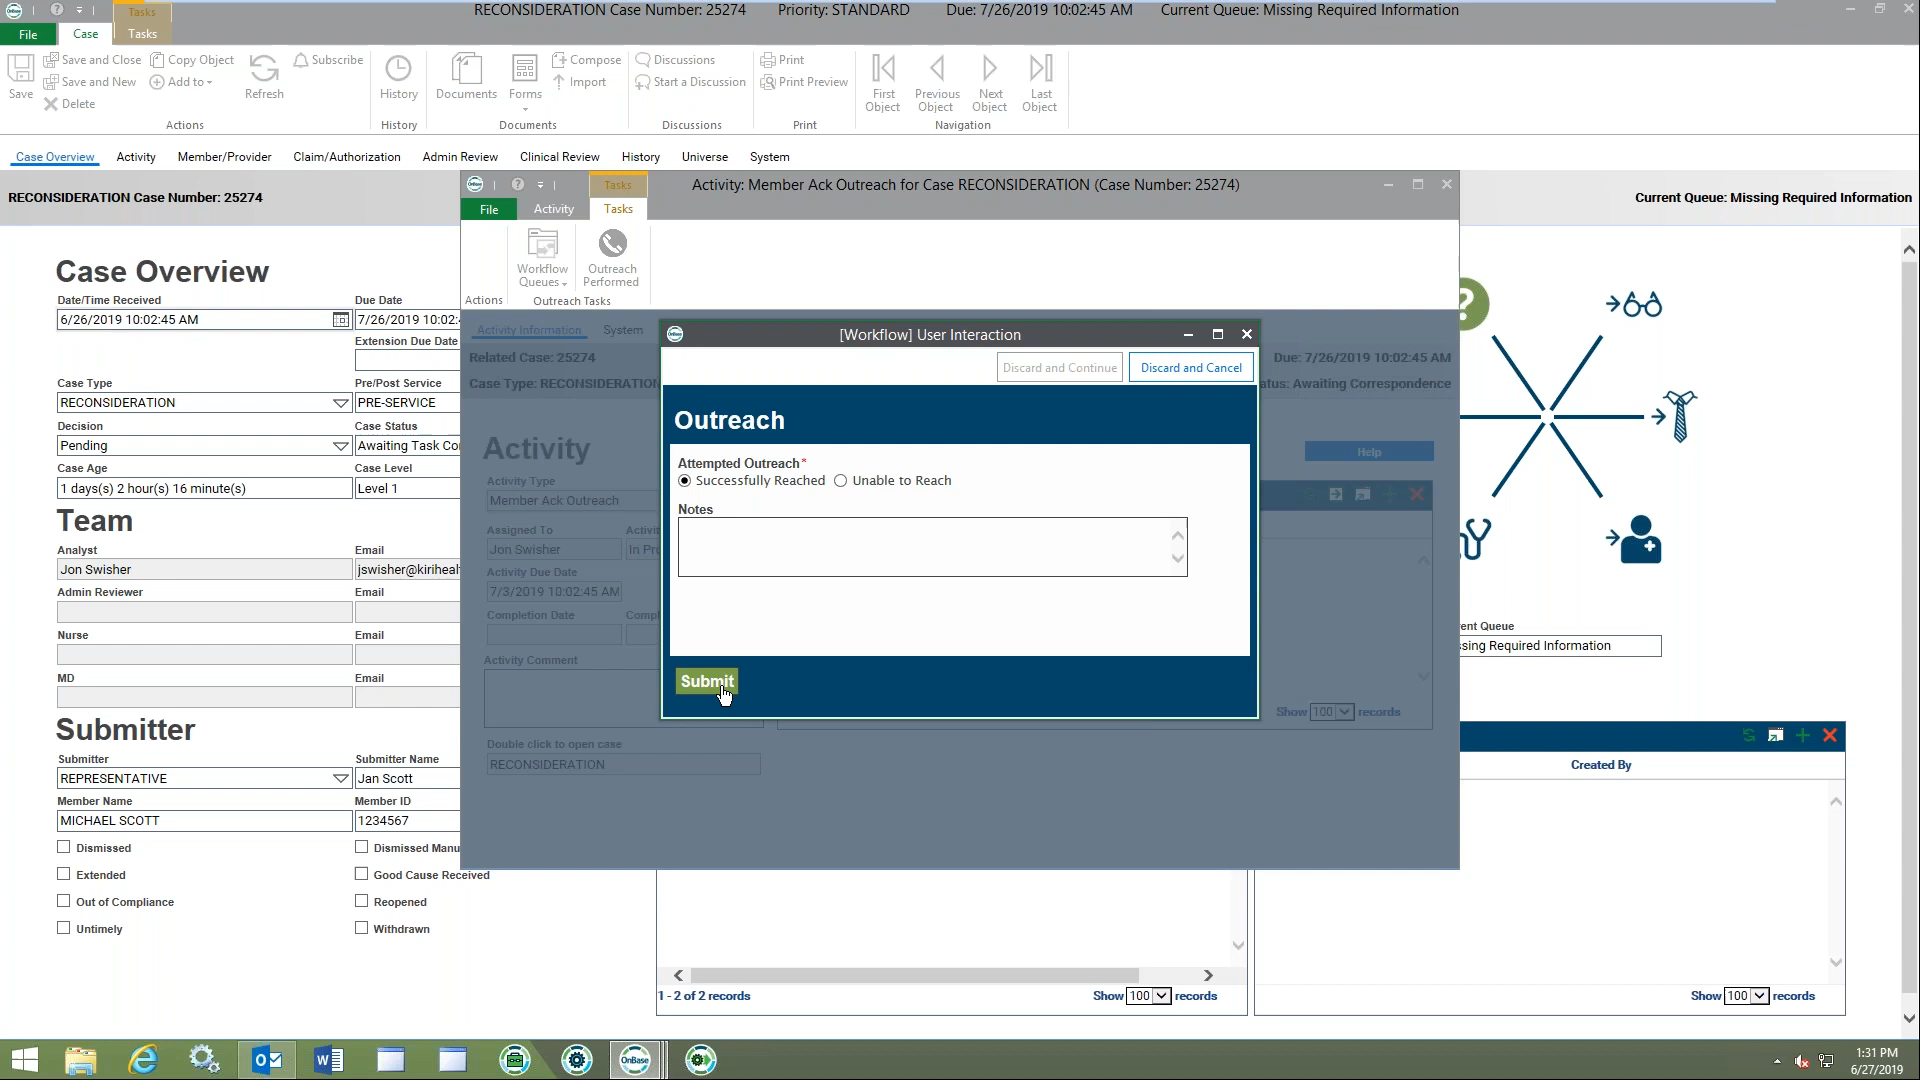 Tasks
RECONSIDERATION Case Number: 25274 Priority: STANDARD Due: 7/26/2019 10:02:45 AM Current Queue: Missing Required Information
File Case Tasks
Save
Save and Close
Save and New
Delete
Copy Object
Add to
Refresh
Subscribe
Actions
History
History
Documents
Forms
Compose
Import
Documents
Discussions
Start a Discussion
Discussions
Print
Print Preview
Print
First Object
Previous Object
Next Object
Last Object
Navigation
Case Overview Activity Member/Provider Claim/Authorization Admin Review Clinical Review History Universe System
RECONSIDERATION Case Number: 25274
Current Queue: Missing Required Information
Case Overview
Date/Time Received Due Date
6/26/2019 10:02:45 AM 7/26/2019 10:02:
Extension Due Date
Case Type Pre/Post Service
RECONSIDERATION PRE-SERVICE
Decision Case Status
Pending Awaiting Task Co
Case Age Case Level
1 days(s) 2 hour(s) 16 minute(s) Level 1
Team
Analyst Email
Jon Swisher jswisher@kiriheal
Admin Reviewer Email
Nurse Email
MD Email
Submitter
Submitter Submitter Name
REPRESENTATIVE Jan Scott
Member Name Member ID
MICHAEL SCOTT 1234567
Dismissed Dismissed Manu
Extended Good Cause Received
Out of Compliance Reopened
Untimely Withdrawn
Tasks
Activity: Member Ack Outreach for Case RECONSIDERATION (Case Number: 25274)
File Activity Tasks
Workflow Queues
Outreach Performed
Actions Outreach Tasks
Activity Information System
Related Case: 25274 Due: 7/26/2019 10:02:45 AM
Case Type: RECONSIDERATION atus: Awaiting Correspondence
Activity
Help
Activity Type
Member Ack Outreach
Assigned To Activi
Jon Swisher In Pr
Activity Due Date
7/3/2019 10:02:45 AM
Completion Date Compl
Activity Comment
Show 100 records
Double click to open case
RECONSIDERATION
[Workflow] User Interaction
Discard and Continue Discard and Cancel
Outreach
Attempted Outreach*
Successfully Reached Unable to Reach
Notes
Submit
?
ent Queue
ssing Required Information
Created By
1 - 2 of 2 records Show 100 records
Show 100 records
OnBase
1:31 PM
6/27/2019